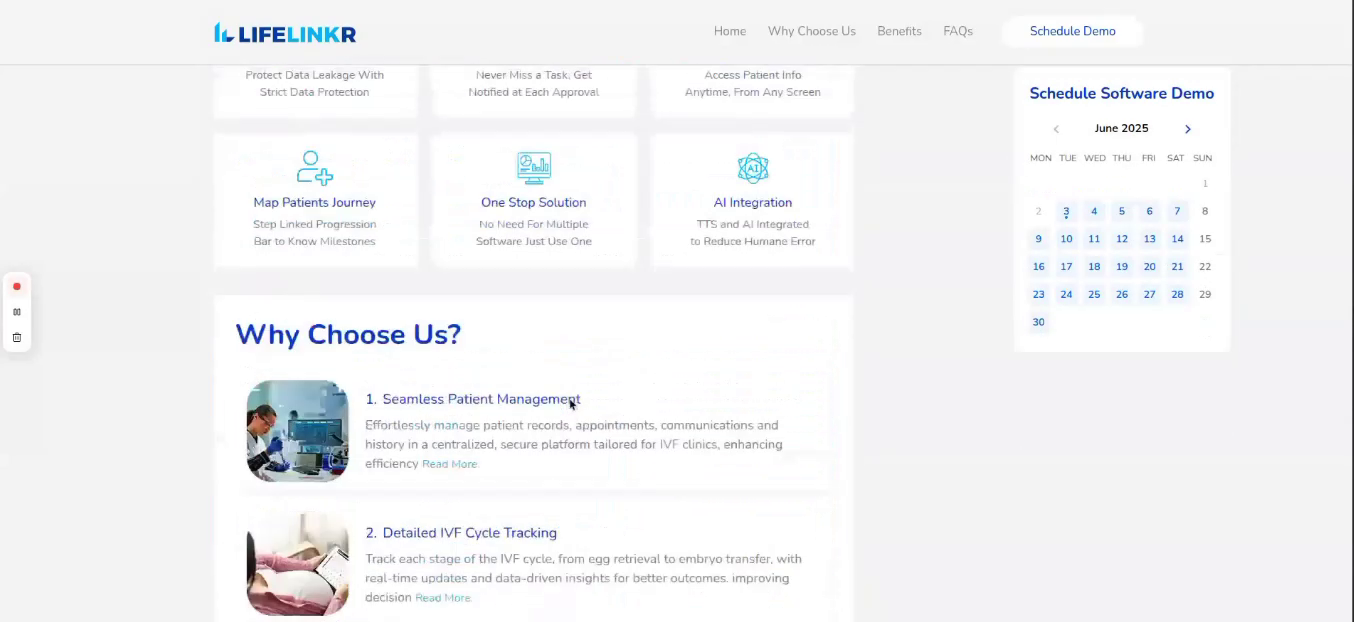 LIFELINKR
Home Why Choose Us Benefits FAQs Schedule Demo
Protect Data Leakage With
Strict Data Protection
Never Miss a Task, Get
Notified at Each Approval
Access Patient Info
Anytime, From Any Screen
Map Patients Journey
Step Linked Progression
Bar to Know Milestones
One Stop Solution
No Need For Multiple
Software Just Use One
AI
AI Integration
TTS and AI Integrated
to Reduce Humane Error
Why Choose Us?
1. Seamless Patient Management
Effortlessly manage patient records, appointments, communications and
history in a centralized, secure platform tailored for IVF clinics, enhancing
efficiency Read More
2. Detailed IVF Cycle Tracking
Track each stage of the IVF cycle, from egg retrieval to embryo transfer, with
real-time updates and data-driven insights for better outcomes. improving
decision Read More
Schedule Software Demo
June 2025
MON TUE WED THU FRI SAT SUN
1
2 3 4 5 6 7 8
9 10 11 12 13 14 15
16 17 18 19 20 21 22
23 24 25 26 27 28 29
30